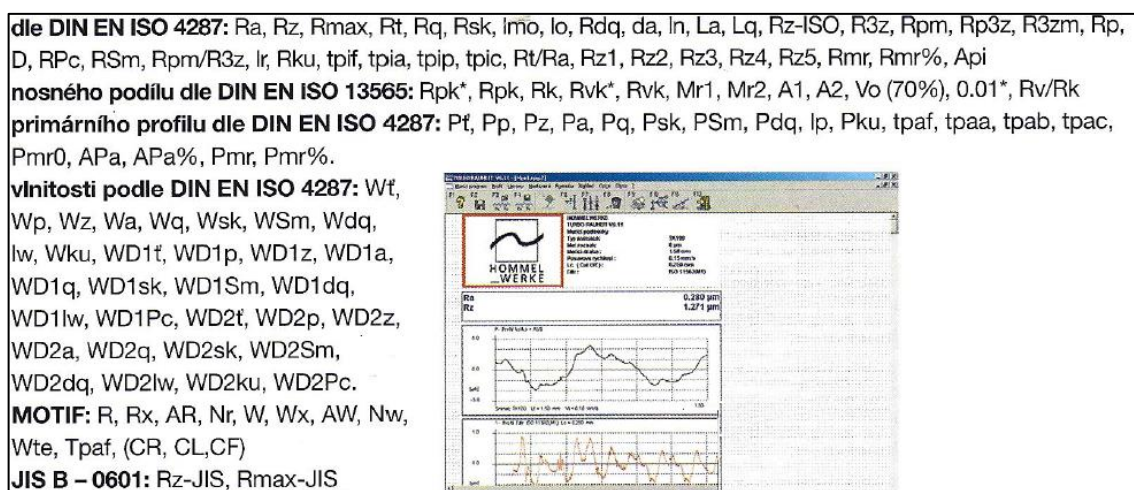 dle DIN EN ISO 4287: Ra, Rz, Rmax, Rt, Rq, Rsk, lmo, lo, Rdq, da, ln, La, Lq, Rz-ISO, R3z, Rpm, Rp3z, R3zm, Rp,
D, RPc, RSm, Rpm/R3z, lr, Rku, tpif, tpia, tpip, tpic, Rt/Ra, Rz1, Rz2, Rz3, Rz4, Rz5, Rmr, Rmr%, Api
nosného podílu dle DIN EN ISO 13565: Rpk*, Rpk, Rk, Rvk*, Rvk, Mr1, Mr2, A1, A2, Vo (70%), 0.01*, Rv/Rk
primárního profilu dle DIN EN ISO 4287: Pť, Pp, Pz, Pa, Pq, Psk, PSm, Pdq, lp, Pku, tpaf, tpaa, tpab, tpac,
Pmr0, APa, APa%, Pmr, Pmr%.
vlnitosti podle DIN EN ISO 4287: Wť,
Wp, Wz, Wa, Wq, Wsk, WSm, Wdq,
lw, Wku, WD1ť, WD1p, WD1z, WD1a,
WD1q, WD1sk, WD1Sm, WD1dq,
WD1lw, WD1Pc, WD2ť, WD2p, WD2z,
WD2a, WD2q, WD2sk, WD2Sm,
WD2dq, WD2lw, WD2ku, WD2Pc.
MOTIF: R, Rx, AR, Nr, W, Wx, AW, Nw,
Wte, Tpaf, (CR, CL,CF)
JIS B – 0601: Rz-JIS, Rmax-JIS
HOMMEL
WERKE
HOMMELWERKE
Ra 0.280 µm
Rz 1.271 µm